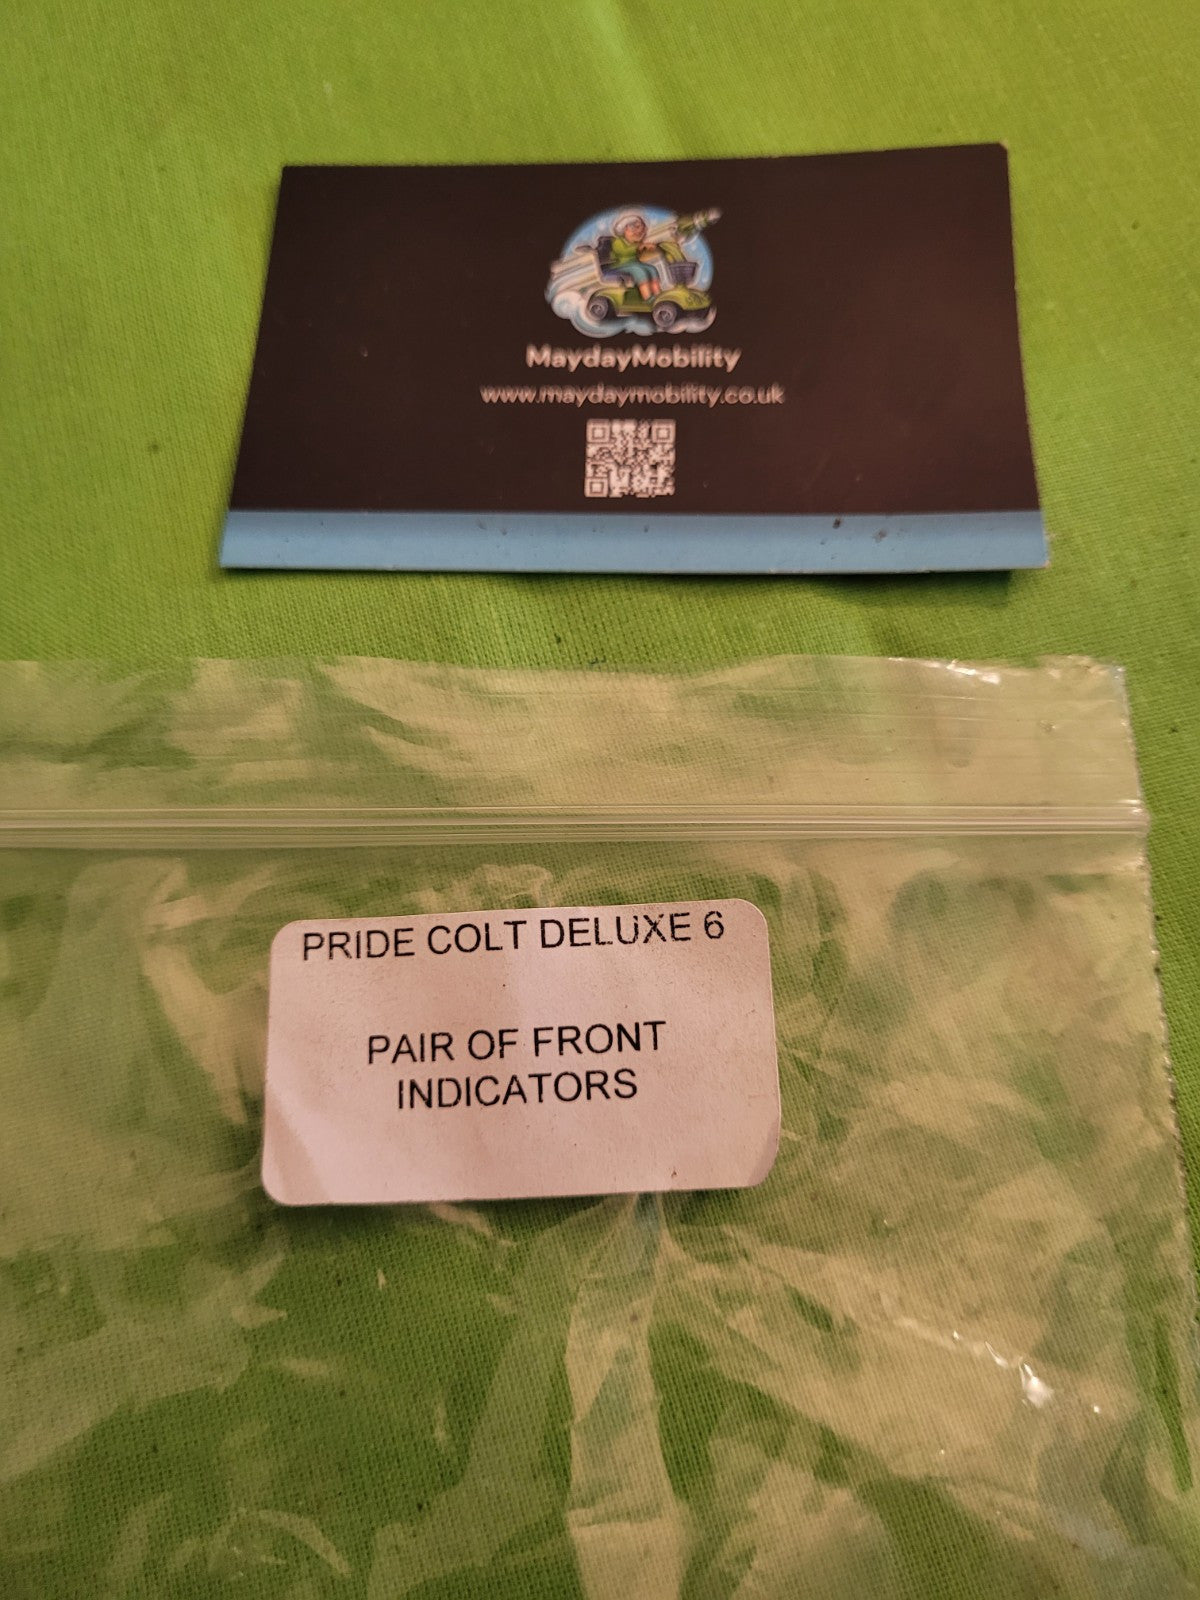 MaydayMobility
www.maydaymobility.co.uk
PRIDE COLT DELUXE 6
PAIR OF FRONT
INDICATORS